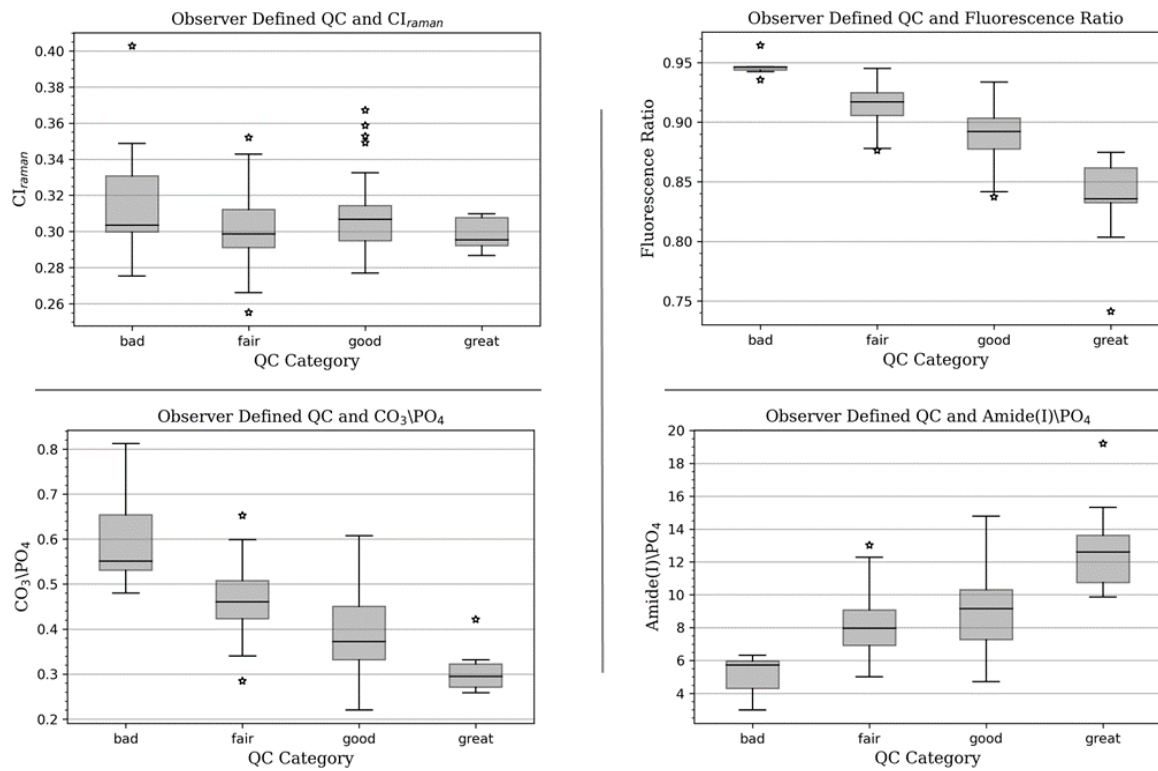 Observer Defined QC and CIraman
0.40
0.38
0.36
0.34
0.32
0.30
0.28
0.26
CIraman
bad fair good great
QC Category
Observer Defined QC and Fluorescence Ratio
0.95
0.90
0.85
0.80
0.75
Fluorescence Ratio
bad fair good great
QC Category
Observer Defined QC and CO3\PO4
0.8
0.7
0.6
0.5
0.4
0.3
0.2
CO3\PO4
bad fair good great
QC Category
Observer Defined QC and Amide(I)\PO4
20
18
16
14
12
10
8
6
4
Amide(I)\PO4
bad fair good great
QC Category